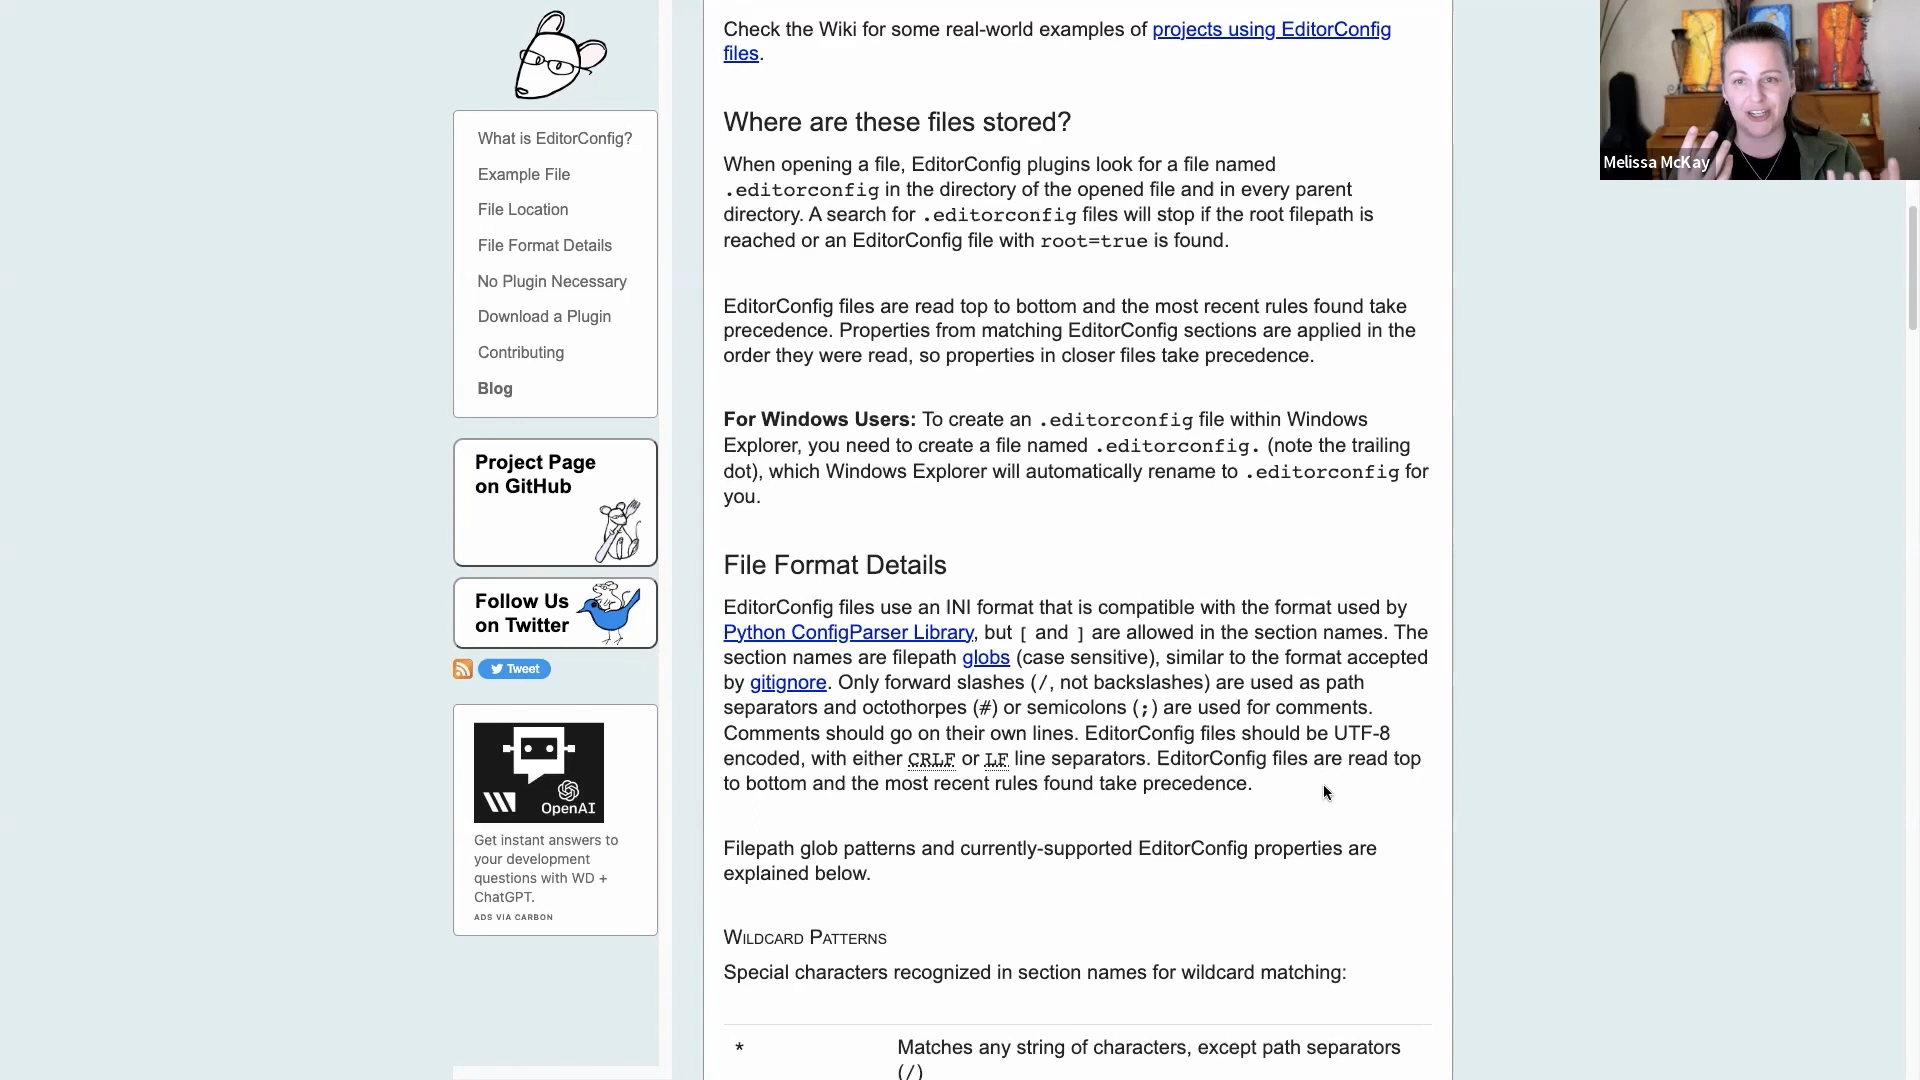 What is EditorConfig?
Example File
File Location
File Format Details
No Plugin Necessary
Download a Plugin
Contributing
Blog
Project Page
on GitHub
Follow Us
on Twitter
Tweet
OpenAI
Get instant answers to
your development
questions with WD +
ChatGPT.
ADS VIA CARBON
Check the Wiki for some real-world examples of projects using EditorConfig
files.
Where are these files stored?
When opening a file, EditorConfig plugins look for a file named
.editorconfig in the directory of the opened file and in every parent
directory. A search for .editorconfig files will stop if the root filepath is
reached or an EditorConfig file with root=true is found.
EditorConfig files are read top to bottom and the most recent rules found take
precedence. Properties from matching EditorConfig sections are applied in the
order they were read, so properties in closer files take precedence.
For Windows Users: To create an .editorconfig file within Windows
Explorer, you need to create a file named .editorconfig. (note the trailing
dot), which Windows Explorer will automatically rename to .editorconfig for
you.
File Format Details
EditorConfig files use an INI format that is compatible with the format used by
Python ConfigParser Library, but [ and ] are allowed in the section names. The
section names are filepath globs (case sensitive), similar to the format accepted
by gitignore. Only forward slashes (/, not backslashes) are used as path
separators and octothorpes (#) or semicolons (;) are used for comments.
Comments should go on their own lines. EditorConfig files should be UTF-8
encoded, with either CRLF or LF line separators. EditorConfig files are read top
to bottom and the most recent rules found take precedence.
Filepath glob patterns and currently-supported EditorConfig properties are
explained below.
Wildcard Patterns
Special characters recognized in section names for wildcard matching:
* Matches any string of characters, except path separators
(/)
Melissa McKay